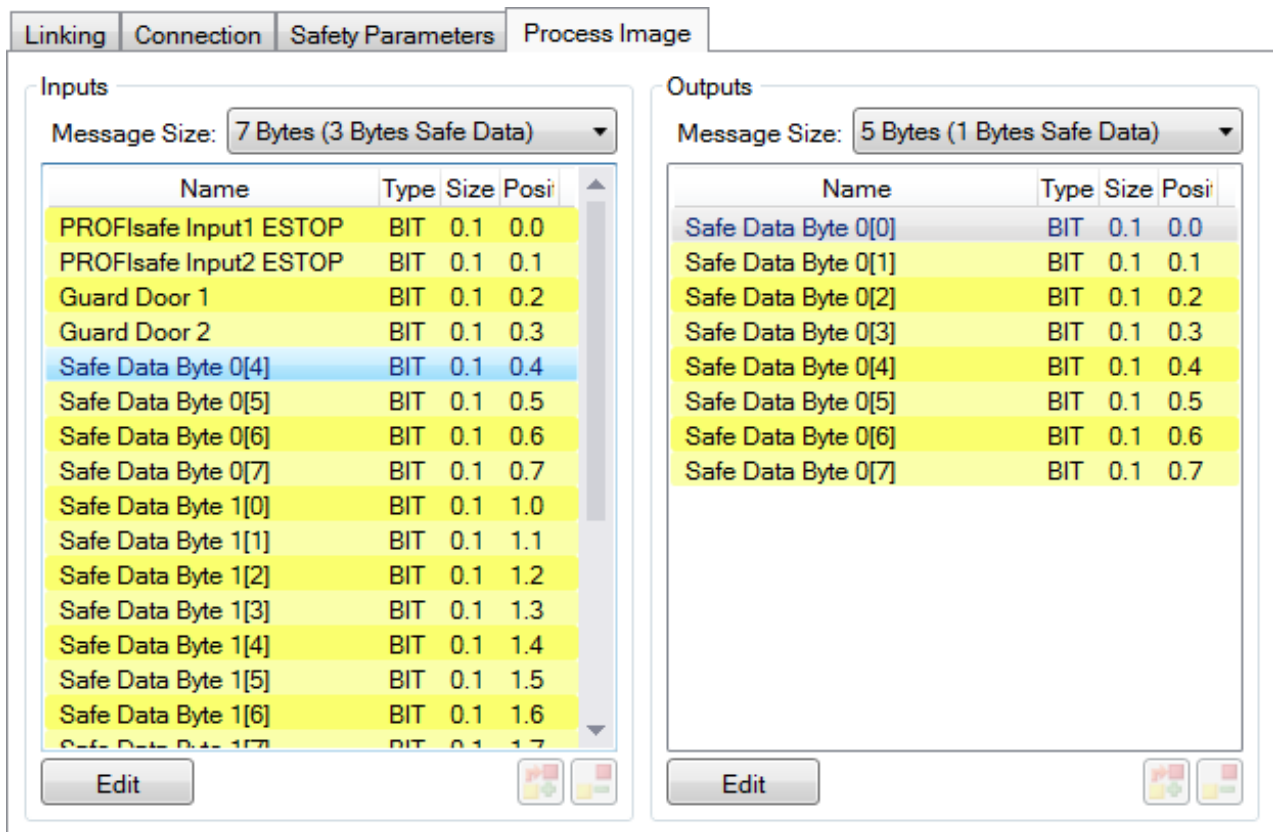 Linking Connection Safety Parameters Process Image
Inputs
Message Size: 7 Bytes (3 Bytes Safe Data)
Name Type Size Posit
PROFIsafe Input1 ESTOP BIT 0.1 0.0
PROFIsafe Input2 ESTOP BIT 0.1 0.1
Guard Door 1 BIT 0.1 0.2
Guard Door 2 BIT 0.1 0.3
Safe Data Byte 0[4] BIT 0.1 0.4
Safe Data Byte 0[5] BIT 0.1 0.5
Safe Data Byte 0[6] BIT 0.1 0.6
Safe Data Byte 0[7] BIT 0.1 0.7
Safe Data Byte 1[0] BIT 0.1 1.0
Safe Data Byte 1[1] BIT 0.1 1.1
Safe Data Byte 1[2] BIT 0.1 1.2
Safe Data Byte 1[3] BIT 0.1 1.3
Safe Data Byte 1[4] BIT 0.1 1.4
Safe Data Byte 1[5] BIT 0.1 1.5
Safe Data Byte 1[6] BIT 0.1 1.6
Safe Data Byte 1[7] BIT 0.1 1.7
Edit
Outputs
Message Size: 5 Bytes (1 Bytes Safe Data)
Name Type Size Posit
Safe Data Byte 0[0] BIT 0.1 0.0
Safe Data Byte 0[1] BIT 0.1 0.1
Safe Data Byte 0[2] BIT 0.1 0.2
Safe Data Byte 0[3] BIT 0.1 0.3
Safe Data Byte 0[4] BIT 0.1 0.4
Safe Data Byte 0[5] BIT 0.1 0.5
Safe Data Byte 0[6] BIT 0.1 0.6
Safe Data Byte 0[7] BIT 0.1 0.7
Edit